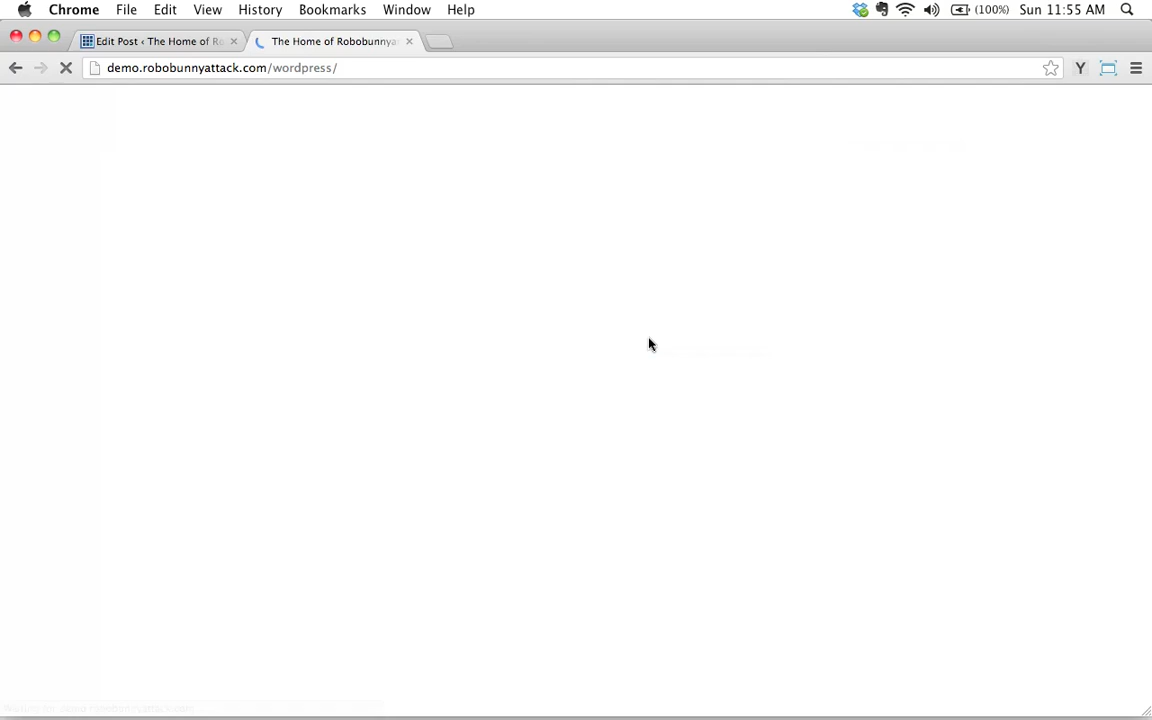 Chrome File Edit View History Bookmarks Window Help (100%) Sun 11:55 AM
Edit Post ‹ The Home of Ro The Home of Robobunnya
demo.robobunnyattack.com/wordpress/
Y